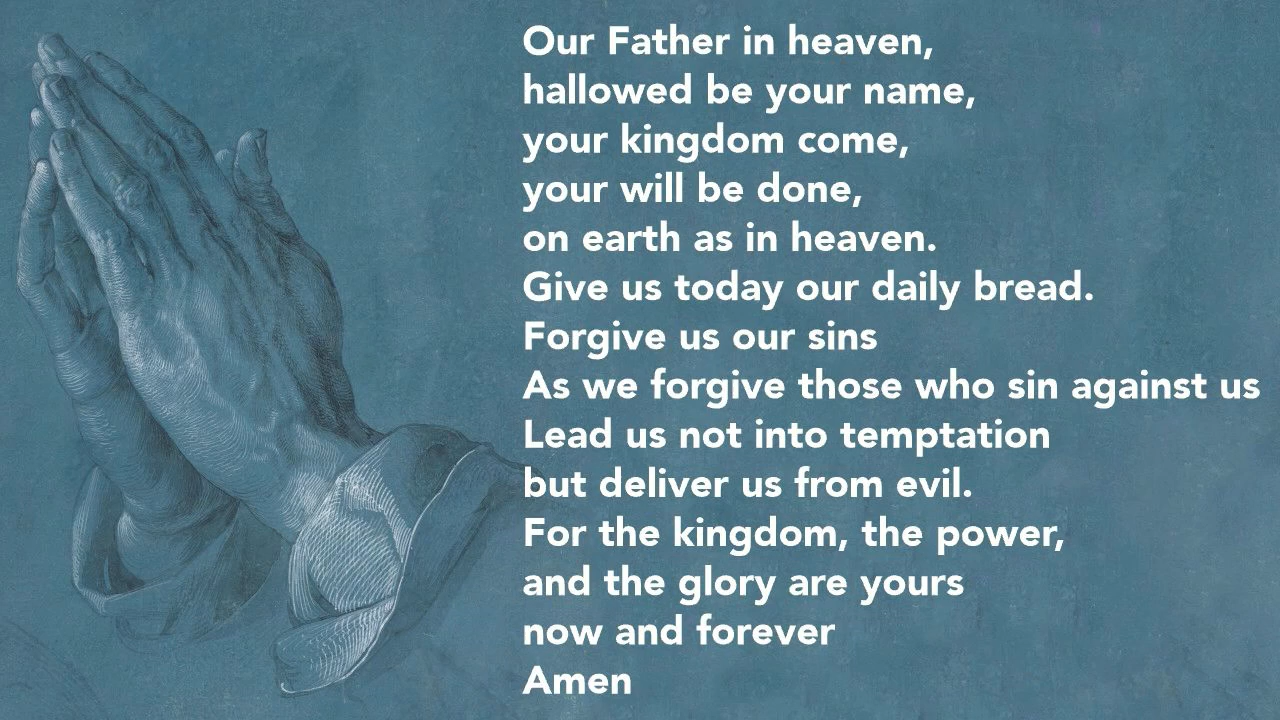 Our Father in heaven,
hallowed be your name,
your kingdom come,
your will be done,
on earth as in heaven.
Give us today our daily bread.
Forgive us our sins
As we forgive those who sin against us
Lead us not into temptation
but deliver us from evil.
For the kingdom, the power,
and the glory are yours
now and forever
Amen